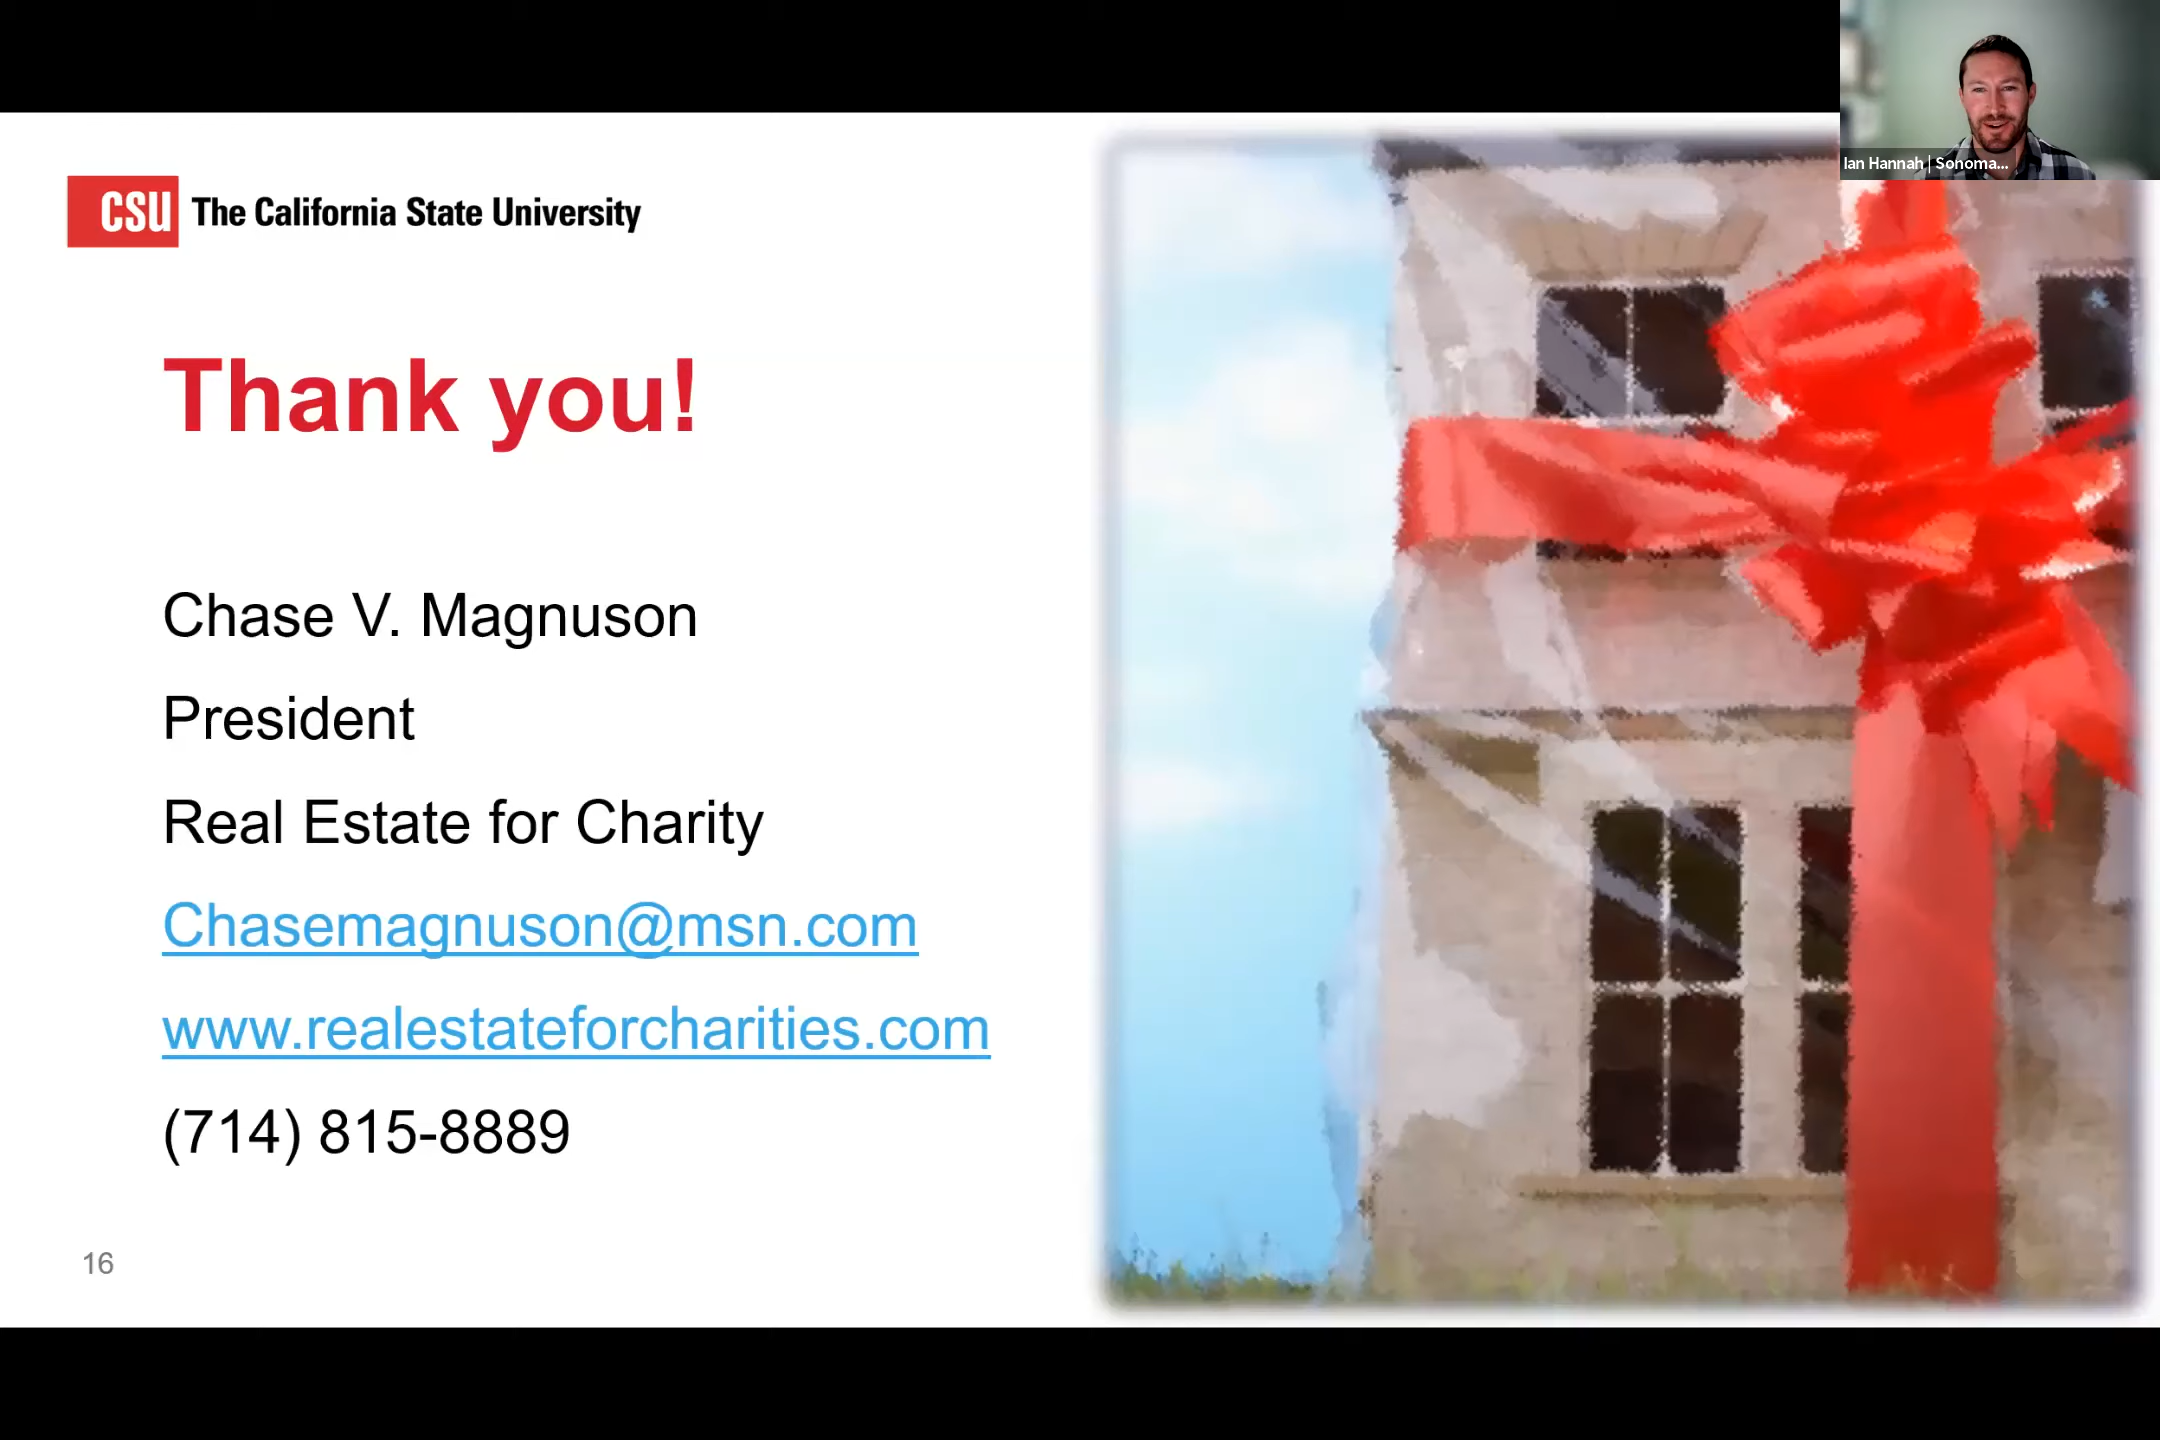 Ian Hannah | Sonoma...
CSU The California State University
Thank you!
Chase V. Magnuson
President
Real Estate for Charity
Chasemagnuson@msn.com
www.realestateforcharities.com
(714) 815-8889
16